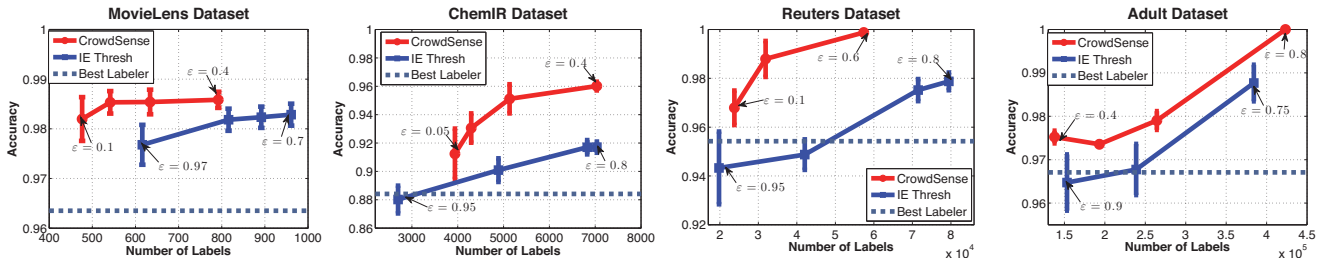 MovieLens Dataset
1
0.99
0.98
0.97
0.96
Accuracy
CrowdSense
IE Thresh
Best Labeler
ε = 0.4
ε = 0.1
ε = 0.97
ε = 0.7
400 500 600 700 800 900 1000
Number of Labels
ChemIR Dataset
1
0.98
0.96
0.94
0.92
0.9
0.88
0.86
Accuracy
CrowdSense
IE Thresh
Best Labeler
ε = 0.4
ε = 0.05
ε = 0.8
ε = 0.95
3000 4000 5000 6000 7000 8000
Number of Labels
Reuters Dataset
1
0.98
0.96
0.94
0.92
Accuracy
ε = 0.6
ε = 0.8
ε = 0.1
ε = 0.95
CrowdSense
IE Thresh
Best Labeler
2 3 4 5 6 7 8
Number of Labels
x 10⁴
Adult Dataset
1
0.99
0.98
0.97
0.96
Accuracy
CrowdSense
IE Thresh
Best Labeler
ε = 0.8
ε = 0.75
ε = 0.4
ε = 0.9
1.5 2 2.5 3 3.5 4 4.5
Number of Labels
x 10⁵